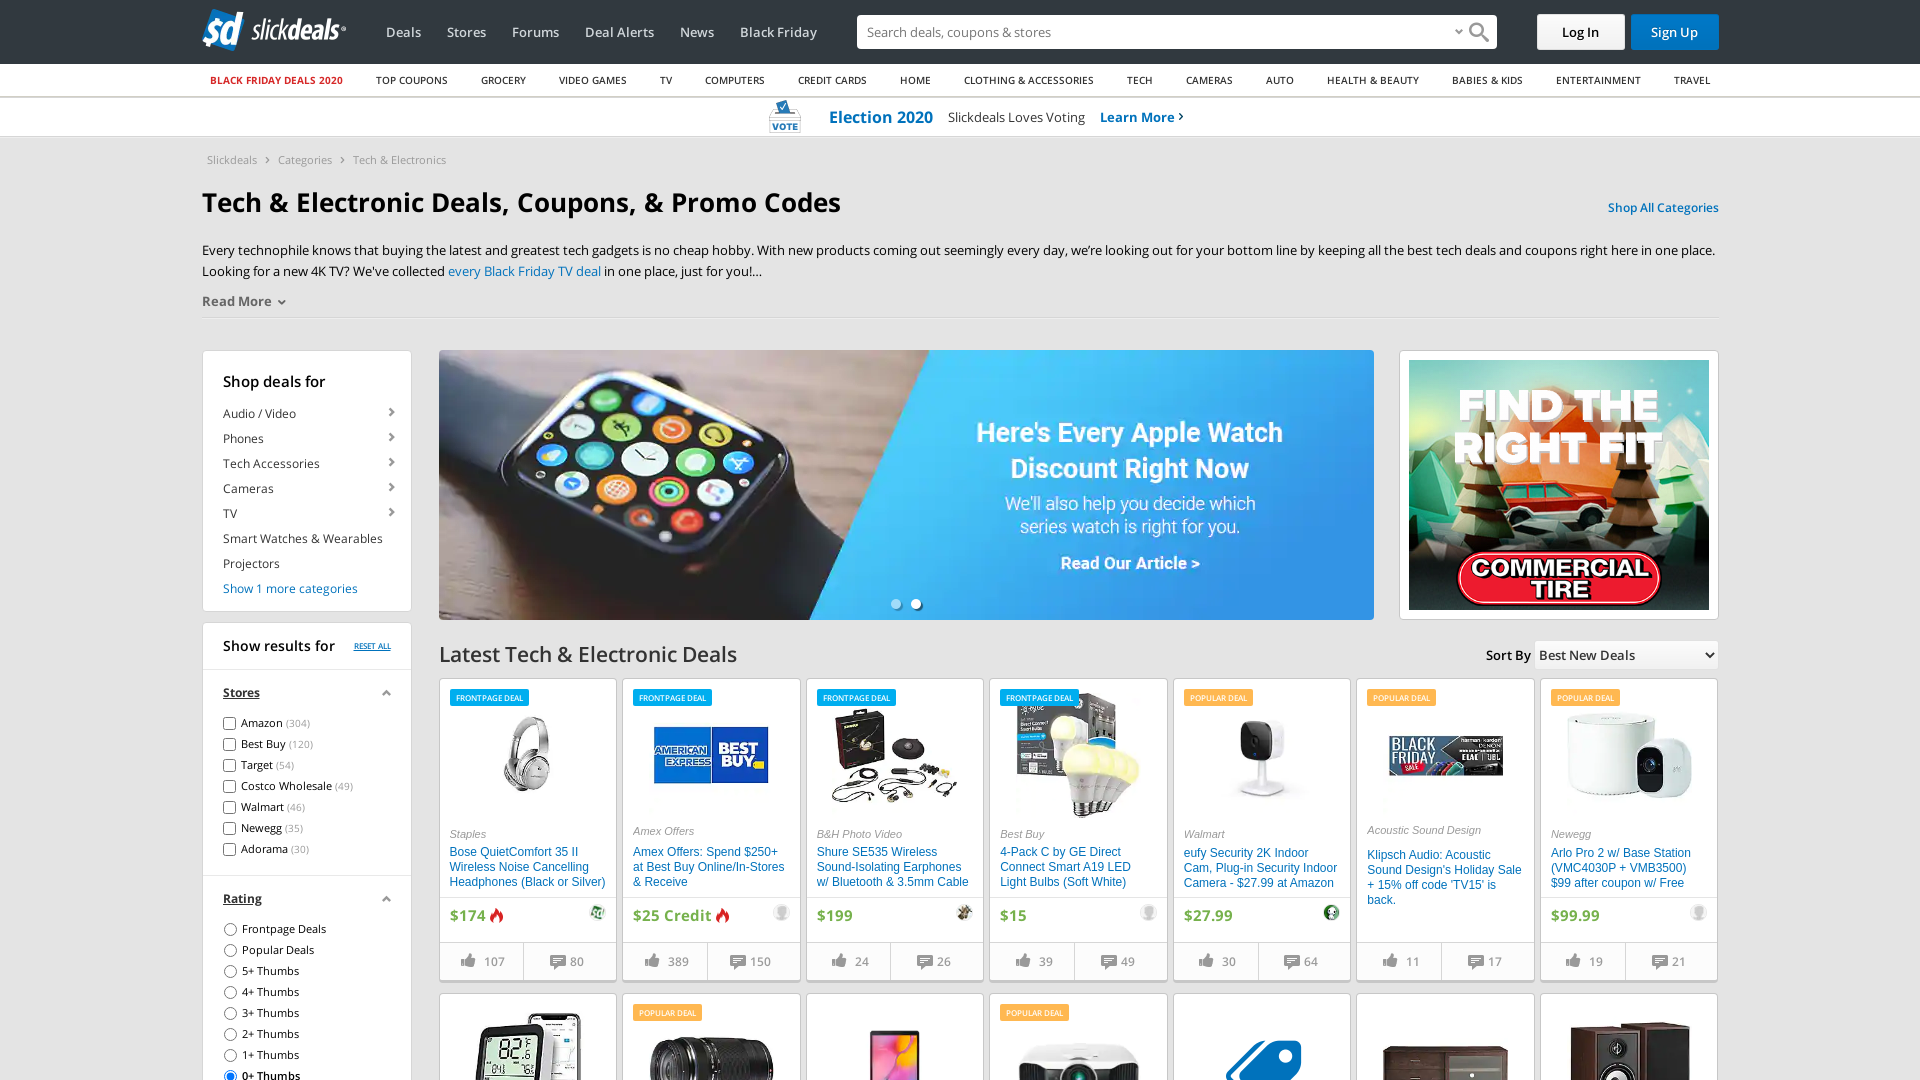 slickdeals
Deals
Stores
Forums
Deal Alerts
News
Black Friday
Search deals, coupons & stores
Log In
Sign Up
BLACK FRIDAY DEALS 2020
TOP COUPONS
GROCERY
VIDEO GAMES
TV
COMPUTERS
CREDIT CARDS
HOME
CLOTHING & ACCESSORIES
TECH
CAMERAS
AUTO
HEALTH & BEAUTY
BABIES & KIDS
ENTERTAINMENT
TRAVEL
VOTE
Election 2020
Slickdeals Loves Voting
Learn More
Slickdeals
Categories
Tech & Electronics
Tech & Electronic Deals, Coupons, & Promo Codes
Shop All Categories
Every technophile knows that buying the latest and greatest tech gadgets is no cheap hobby. With new products coming out seemingly every day, we’re looking out for your bottom line by keeping all the best tech deals and coupons right here in one place.
Looking for a new 4K TV? We've collected every Black Friday TV deal in one place, just for you!...
Read More
Shop deals for
Audio / Video
Phones
Tech Accessories
Cameras
TV
Smart Watches & Wearables
Projectors
Show 1 more categories
Show results for
RESET ALL
Stores
Amazon (304)
Best Buy (120)
Target (54)
Costco Wholesale (49)
Walmart (46)
Newegg (35)
Adorama (30)
Rating
Frontpage Deals
Popular Deals
5+ Thumbs
4+ Thumbs
3+ Thumbs
2+ Thumbs
1+ Thumbs
0+ Thumbs
Here's Every Apple Watch
Discount Right Now
We'll also help you decide which
series watch is right for you.
Read Our Article >
FIND THE
RIGHT FIT
COMMERCIAL
TIRE
Latest Tech & Electronic Deals
Sort By
Best New Deals
FRONTPAGE DEAL
Staples
Bose QuietComfort 35 II
Wireless Noise Cancelling
Headphones (Black or Silver)
$174
107
80
FRONTPAGE DEAL
AMERICAN
EXPRESS
BEST
BUY
Amex Offers
Amex Offers: Spend $250+
at Best Buy Online/In-Stores
& Receive
$25 Credit
389
150
FRONTPAGE DEAL
B&H Photo Video
Shure SE535 Wireless
Sound-Isolating Earphones
w/ Bluetooth & 3.5mm Cable
$199
24
26
FRONTPAGE DEAL
Best Buy
4-Pack C by GE Direct
Connect Smart A19 LED
Light Bulbs (Soft White)
$15
39
49
POPULAR DEAL
Walmart
eufy Security 2K Indoor
Cam, Plug-in Security Indoor
Camera - $27.99 at Amazon
$27.99
30
64
POPULAR DEAL
BLACK
FRIDAY
SALE
harman/kardon
DENON
ELAC
JBL
Acoustic Sound Design
Klipsch Audio: Acoustic
Sound Design's Holiday Sale
+ 15% off code 'TV15' is
back.
11
17
POPULAR DEAL
Newegg
Arlo Pro 2 w/ Base Station
(VMC4030P + VMB3500)
$99 after coupon w/ Free
$99.99
19
21
82
POPULAR DEAL
POPULAR DEAL